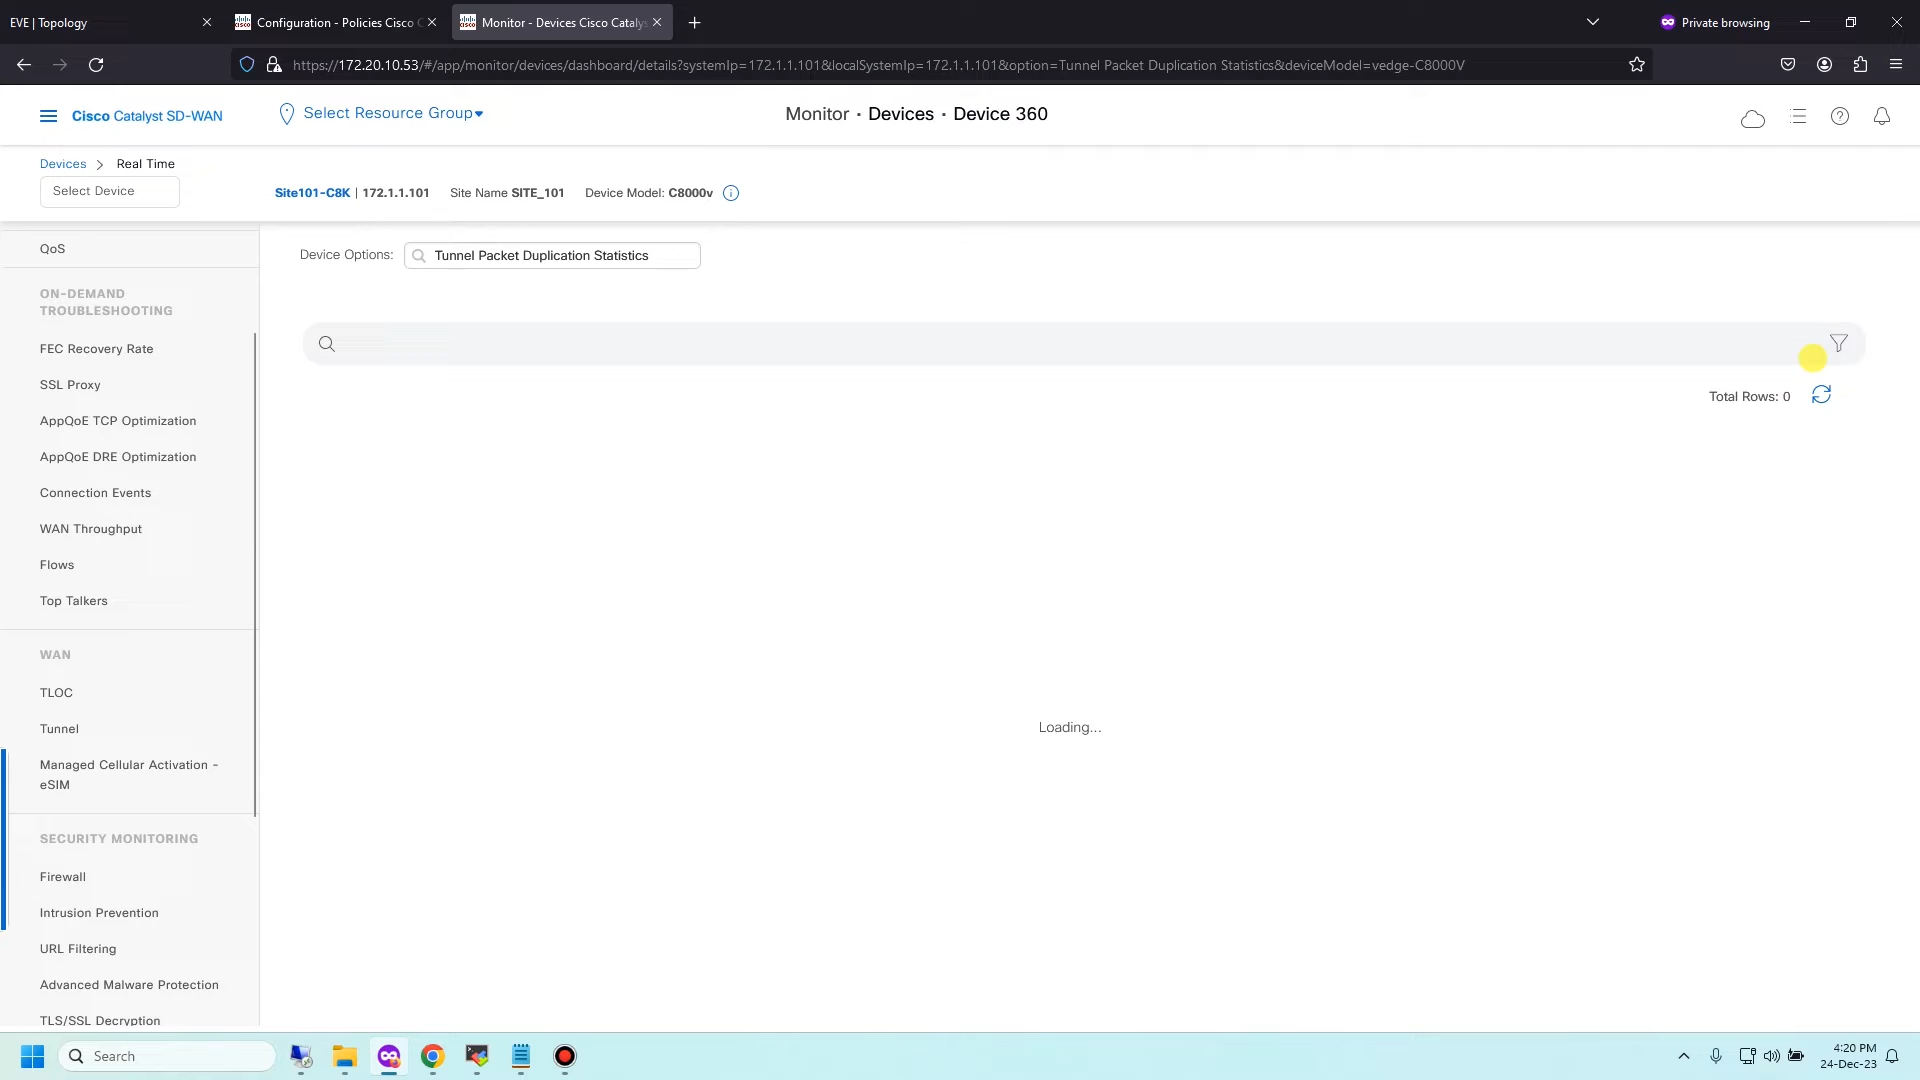 EVE | Topology
Configuration - Policies Cisco C
Monitor - Devices Cisco Cataly
Private browsing
https://172.20.10.53/#/app/monitor/devices/dashboard/details?systemIp=172.1.1.101&localSystemIp=172.1.1.101&option=Tunnel Packet Duplication Statistics&deviceModel=vedge-C8000V
Cisco Catalyst SD-WAN
Select Resource Group
Monitor · Devices · Device 360
Devices > Real Time
Select Device
Site101-C8K | 172.1.1.101 Site Name SITE_101 Device Model: C8000v
QoS
ON-DEMAND
TROUBLESHOOTING
FEC Recovery Rate
SSL Proxy
AppQoE TCP Optimization
AppQoE DRE Optimization
Connection Events
WAN Throughput
Flows
Top Talkers
WAN
TLOC
Tunnel
Managed Cellular Activation -
eSIM
SECURITY MONITORING
Firewall
Intrusion Prevention
URL Filtering
Advanced Malware Protection
TLS/SSL Decryption
Device Options: Tunnel Packet Duplication Statistics
Total Rows: 0
Loading...
Search
4:20 PM
24-Dec-23